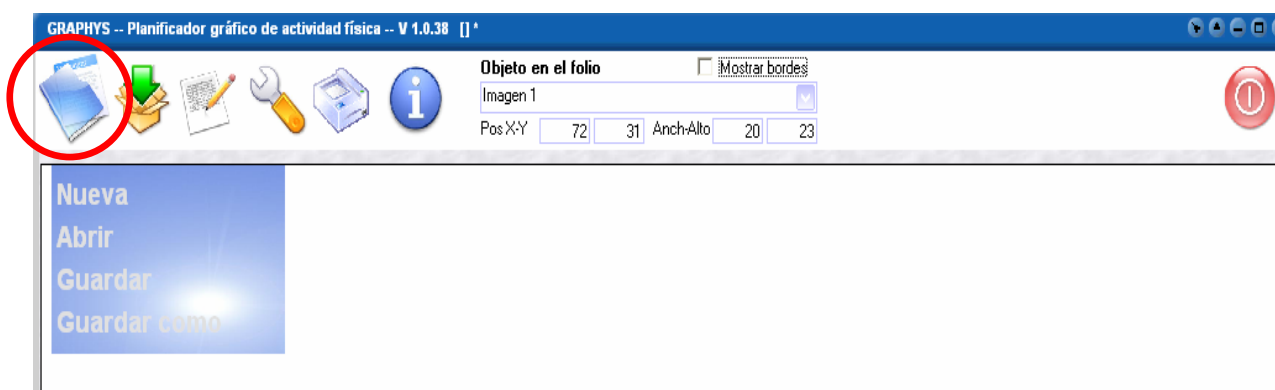 GRAPHYS -- Planificador gráfico de actividad física -- V 1.0.38 [] *
Objeto en el folio Mostrar bordes
Imagen 1
Pos X-Y 72 31 Anch-Alto 20 23
Nueva
Abrir
Guardar
Guardar como